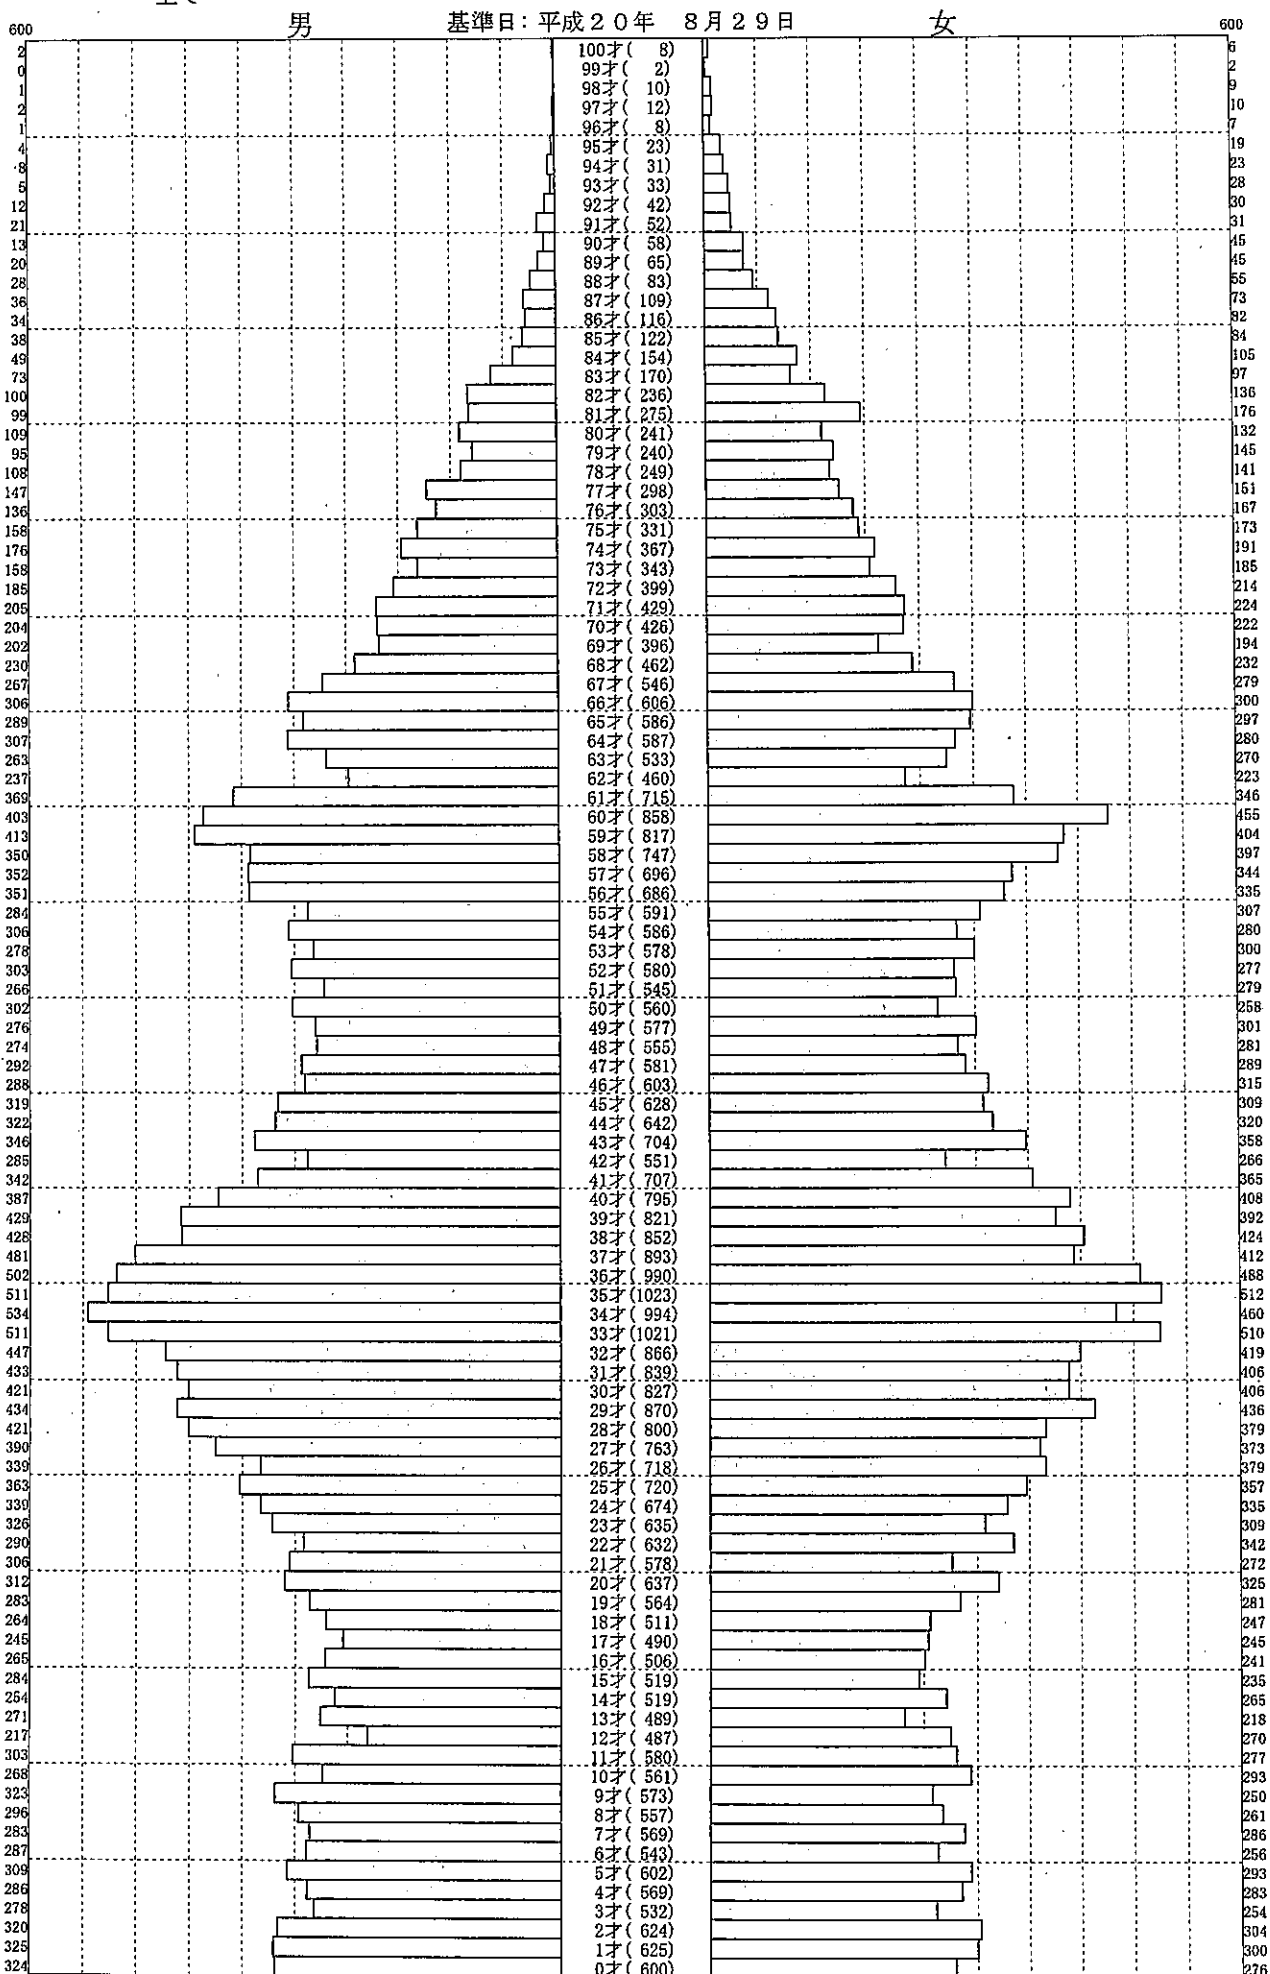 全て
600 男 基準日：平成２０年　８月２９日 女 600
2 100才(　8) 6
0 99才(　2) 2
1 98才(　10) 9
2 97才(　12) 10
1 96才(　8) 7
4 95才(　23) 19
8 94才(　31) 23
5 93才(　33) 28
12 92才(　42) 30
21 91才(　52) 31
13 90才(　58) 45
20 89才(　65) 45
28 88才(　83) 55
36 87才( 109) 73
34 86才( 116) 82
38 85才( 122) 84
49 84才( 154) 105
73 83才( 170) 97
100 82才( 236) 136
99 81才( 275) 176
109 80才( 241) 132
95 79才( 240) 145
108 78才( 249) 141
147 77才( 298) 151
136 76才( 303) 167
158 75才( 331) 173
176 74才( 367) 191
158 73才( 343) 185
185 72才( 399) 214
205 71才( 429) 224
204 70才( 426) 222
202 69才( 396) 194
230 68才( 462) 232
267 67才( 546) 279
306 66才( 606) 300
289 65才( 586) 297
307 64才( 587) 280
263 63才( 533) 270
237 62才( 460) 223
369 61才( 715) 346
403 60才( 858) 455
413 59才( 817) 404
350 58才( 747) 397
352 57才( 696) 344
351 56才( 686) 335
284 55才( 591) 307
306 54才( 586) 280
278 53才( 578) 300
303 52才( 580) 277
266 51才( 545) 279
302 50才( 560) 258
276 49才( 577) 301
274 48才( 555) 281
292 47才( 581) 289
288 46才( 603) 315
319 45才( 628) 309
322 44才( 642) 320
346 43才( 704) 358
285 42才( 551) 266
342 41才( 707) 365
387 40才( 795) 408
429 39才( 821) 392
428 38才( 852) 424
481 37才( 893) 412
502 36才( 990) 488
511 35才(1023) 512
534 34才( 994) 460
511 33才(1021) 510
447 32才( 866) 419
433 31才( 839) 406
421 30才( 827) 406
434 29才( 870) 436
421 28才( 800) 379
390 27才( 763) 373
339 26才( 718) 379
363 25才( 720) 357
339 24才( 674) 335
326 23才( 635) 309
290 22才( 632) 342
306 21才( 578) 272
312 20才( 637) 325
283 19才( 564) 281
264 18才( 511) 247
245 17才( 490) 245
265 16才( 506) 241
284 15才( 519) 235
254 14才( 519) 265
271 13才( 489) 218
217 12才( 487) 270
303 11才( 580) 277
268 10才( 561) 293
323 9才( 573) 250
296 8才( 557) 261
283 7才( 569) 286
287 6才( 543) 256
309 5才( 602) 293
286 4才( 569) 283
278 3才( 532) 254
320 2才( 624) 304
325 1才( 625) 300
324 0才( 600) 276